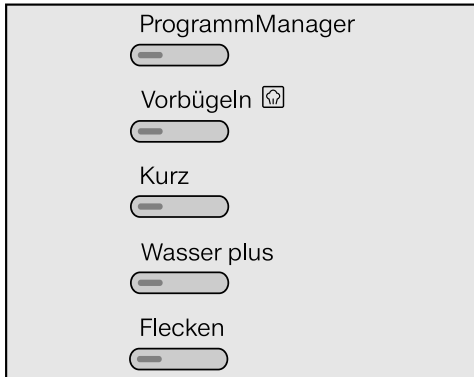 ProgrammManager
Vorbügeln
Kurz
Wasser plus
Flecken